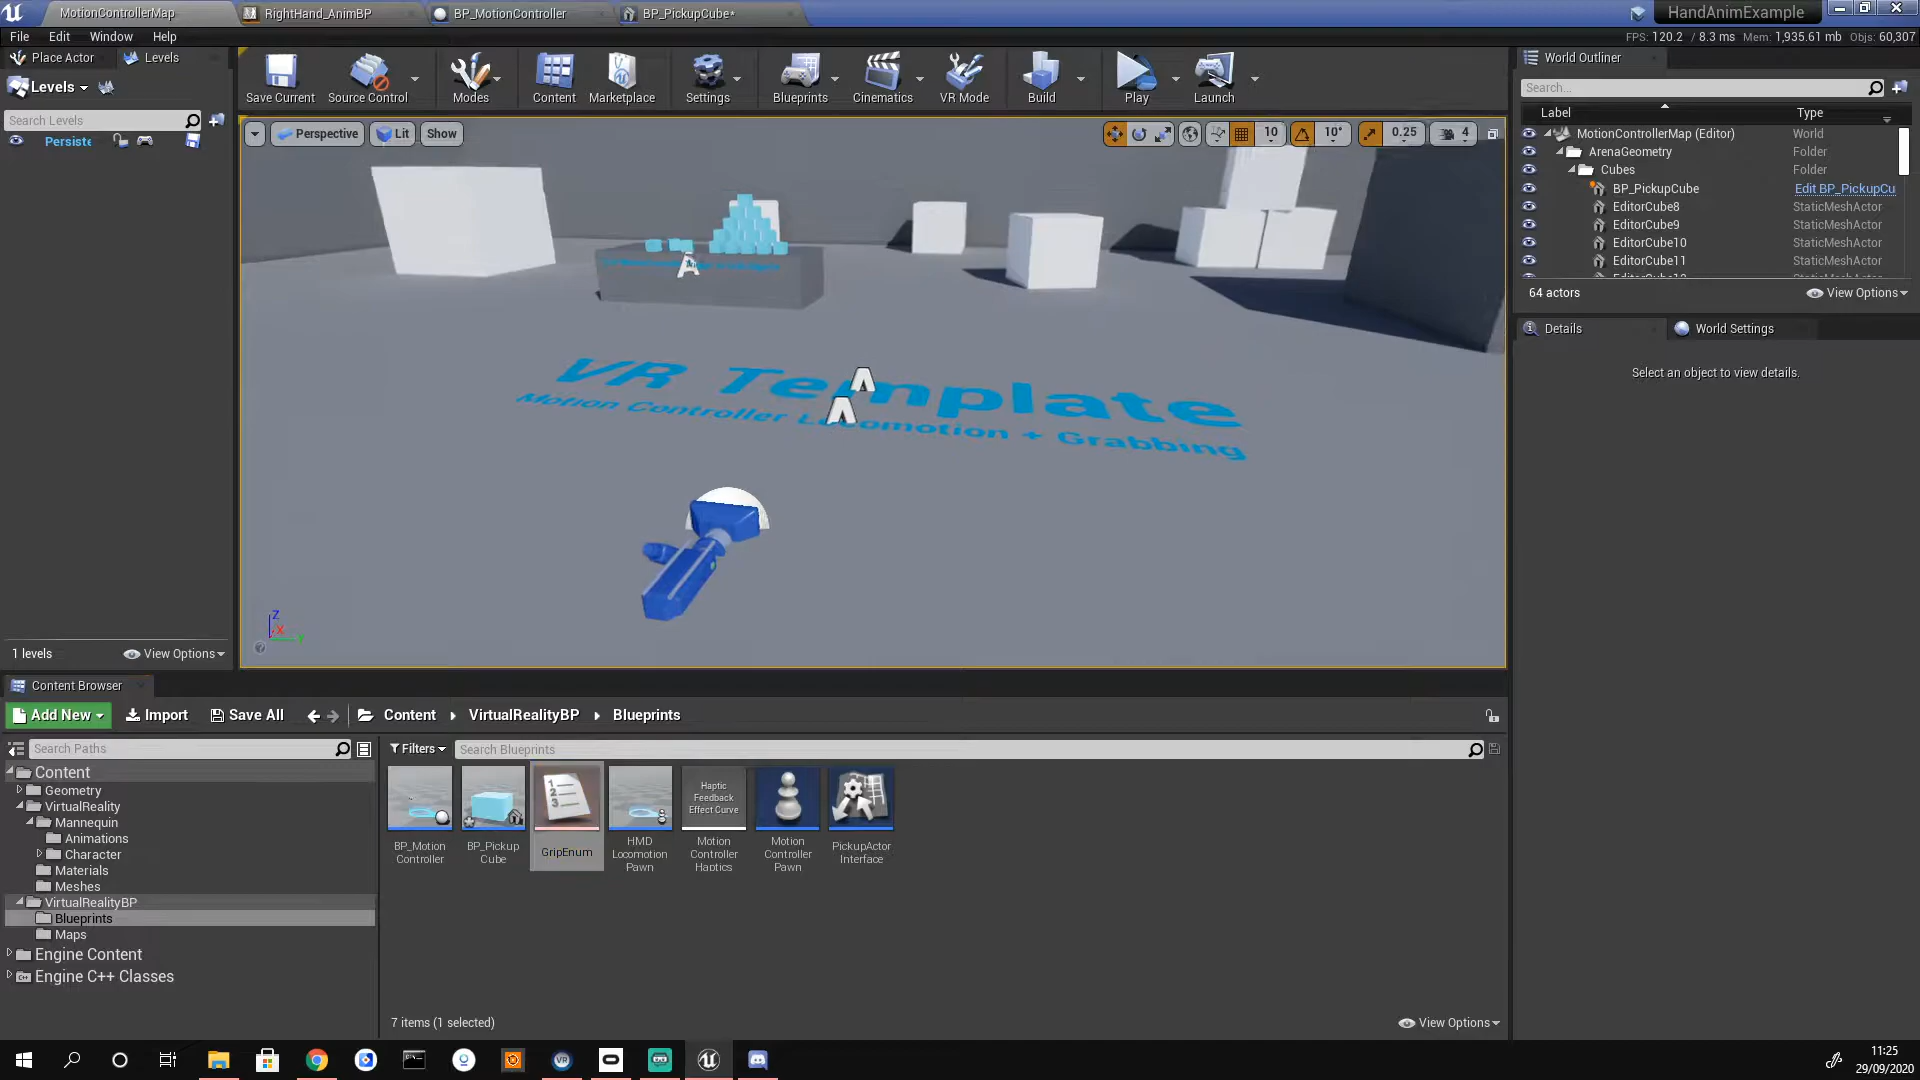 MotionControllerMap
RightHand_AnimBP
BP_MotionController
BP_PickupCube*
HandAnimExample
File Edit Window Help
FPS: 120.2 / 8.3 ms Mem: 1,935.61 mb Objs: 60,307
Place Actor
Levels
World Outliner
Levels
Search Levels
Persiste
Save Current
Source Control
Modes
Content
Marketplace
Settings
Blueprints
Cinematics
VR Mode
Build
Play
Launch
Search...
Label
Type
MotionControllerMap (Editor) World
ArenaGeometry Folder
Cubes Folder
BP_PickupCube Edit BP_PickupCu
EditorCube8 StaticMeshActor
EditorCube9 StaticMeshActor
EditorCube10 StaticMeshActor
EditorCube11 StaticMeshActor
64 actors
View Options
Perspective
Lit
Show
10
10°
0.25
4
VR Template
Motion Controller Locomotion + Grabbing
Z
X
Details
World Settings
Select an object to view details.
1 levels
View Options
Content Browser
Add New
Import
Save All
Content
VirtualRealityBP
Blueprints
Search Paths
Filters
Search Blueprints
Content
Geometry
VirtualReality
Mannequin
Animations
Character
Materials
Meshes
VirtualRealityBP
Blueprints
Maps
Engine Content
Engine C++ Classes
Haptic
Feedback
Effect Curve
BP_Motion
Controller
BP_Pickup
Cube
GripEnum
HMD
Locomotion
Pawn
Motion
Controller
Haptics
Motion
Controller
Pawn
PickupActor
Interface
7 items (1 selected)
View Options
11:25
29/09/2020